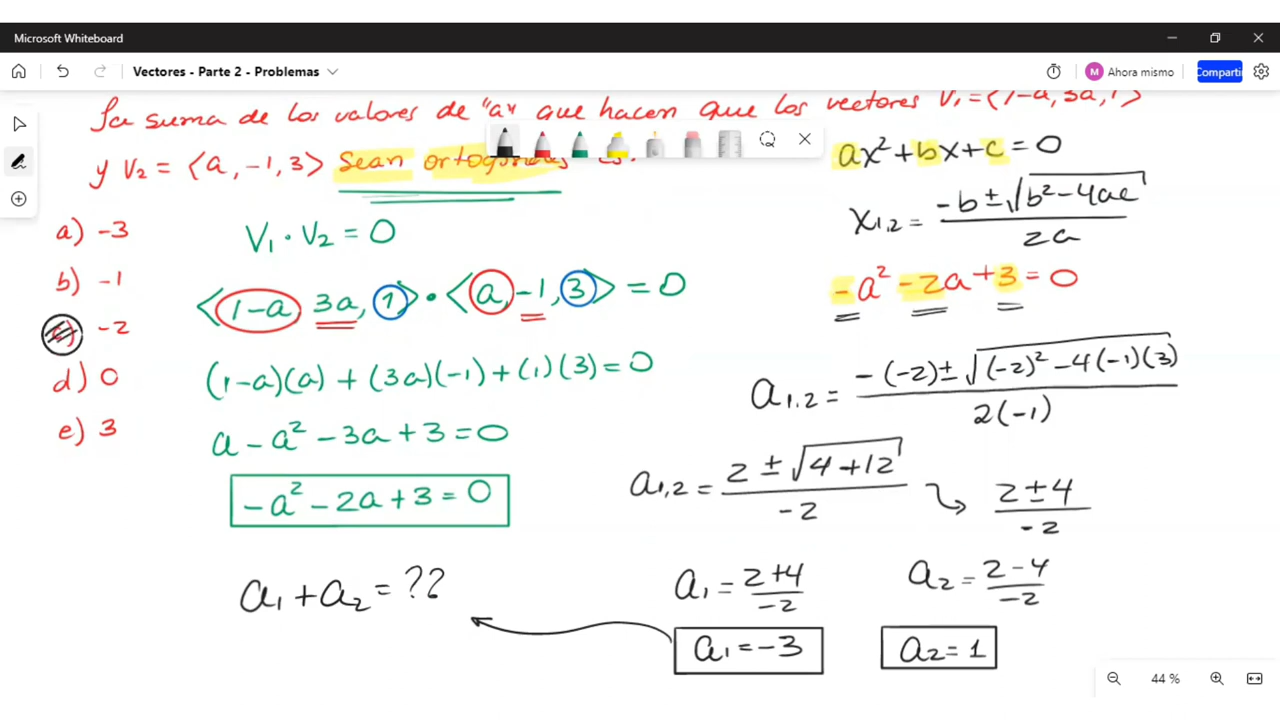 Microsoft Whiteboard
Vectores - Parte 2 - Problemas
M Ahora mismo Compartir
La suma de los valores de "a" que hacen que los vectores V₁=⟨1-a, 3a, 1⟩
y V₂ = ⟨a, -1, 3⟩ Sean ortogonales
a) -3
b) -1
-2
d) 0
e) 3
V₁ · V₂ = 0
⟨1-a, 3a, 1⟩ · ⟨a, -1, 3⟩ = 0
(1-a)(a) + (3a)(-1) + (1)(3) = 0
a - a² - 3a + 3 = 0
-a² - 2a + 3 = 0
a₁ + a₂ = ??
ax² + bx + c = 0
x₁,₂ = (-b ± √(b² - 4ac)) / 2a
-a² - 2a + 3 = 0
a₁,₂ = (-(-2) ± √((-2)² - 4(-1)(3))) / 2(-1)
a₁,₂ = (2 ± √(4+12)) / -2
(2 ± 4) / -2
a₁ = (2+4) / -2
a₂ = (2-4) / -2
a₁ = -3
a₂ = 1
44 %